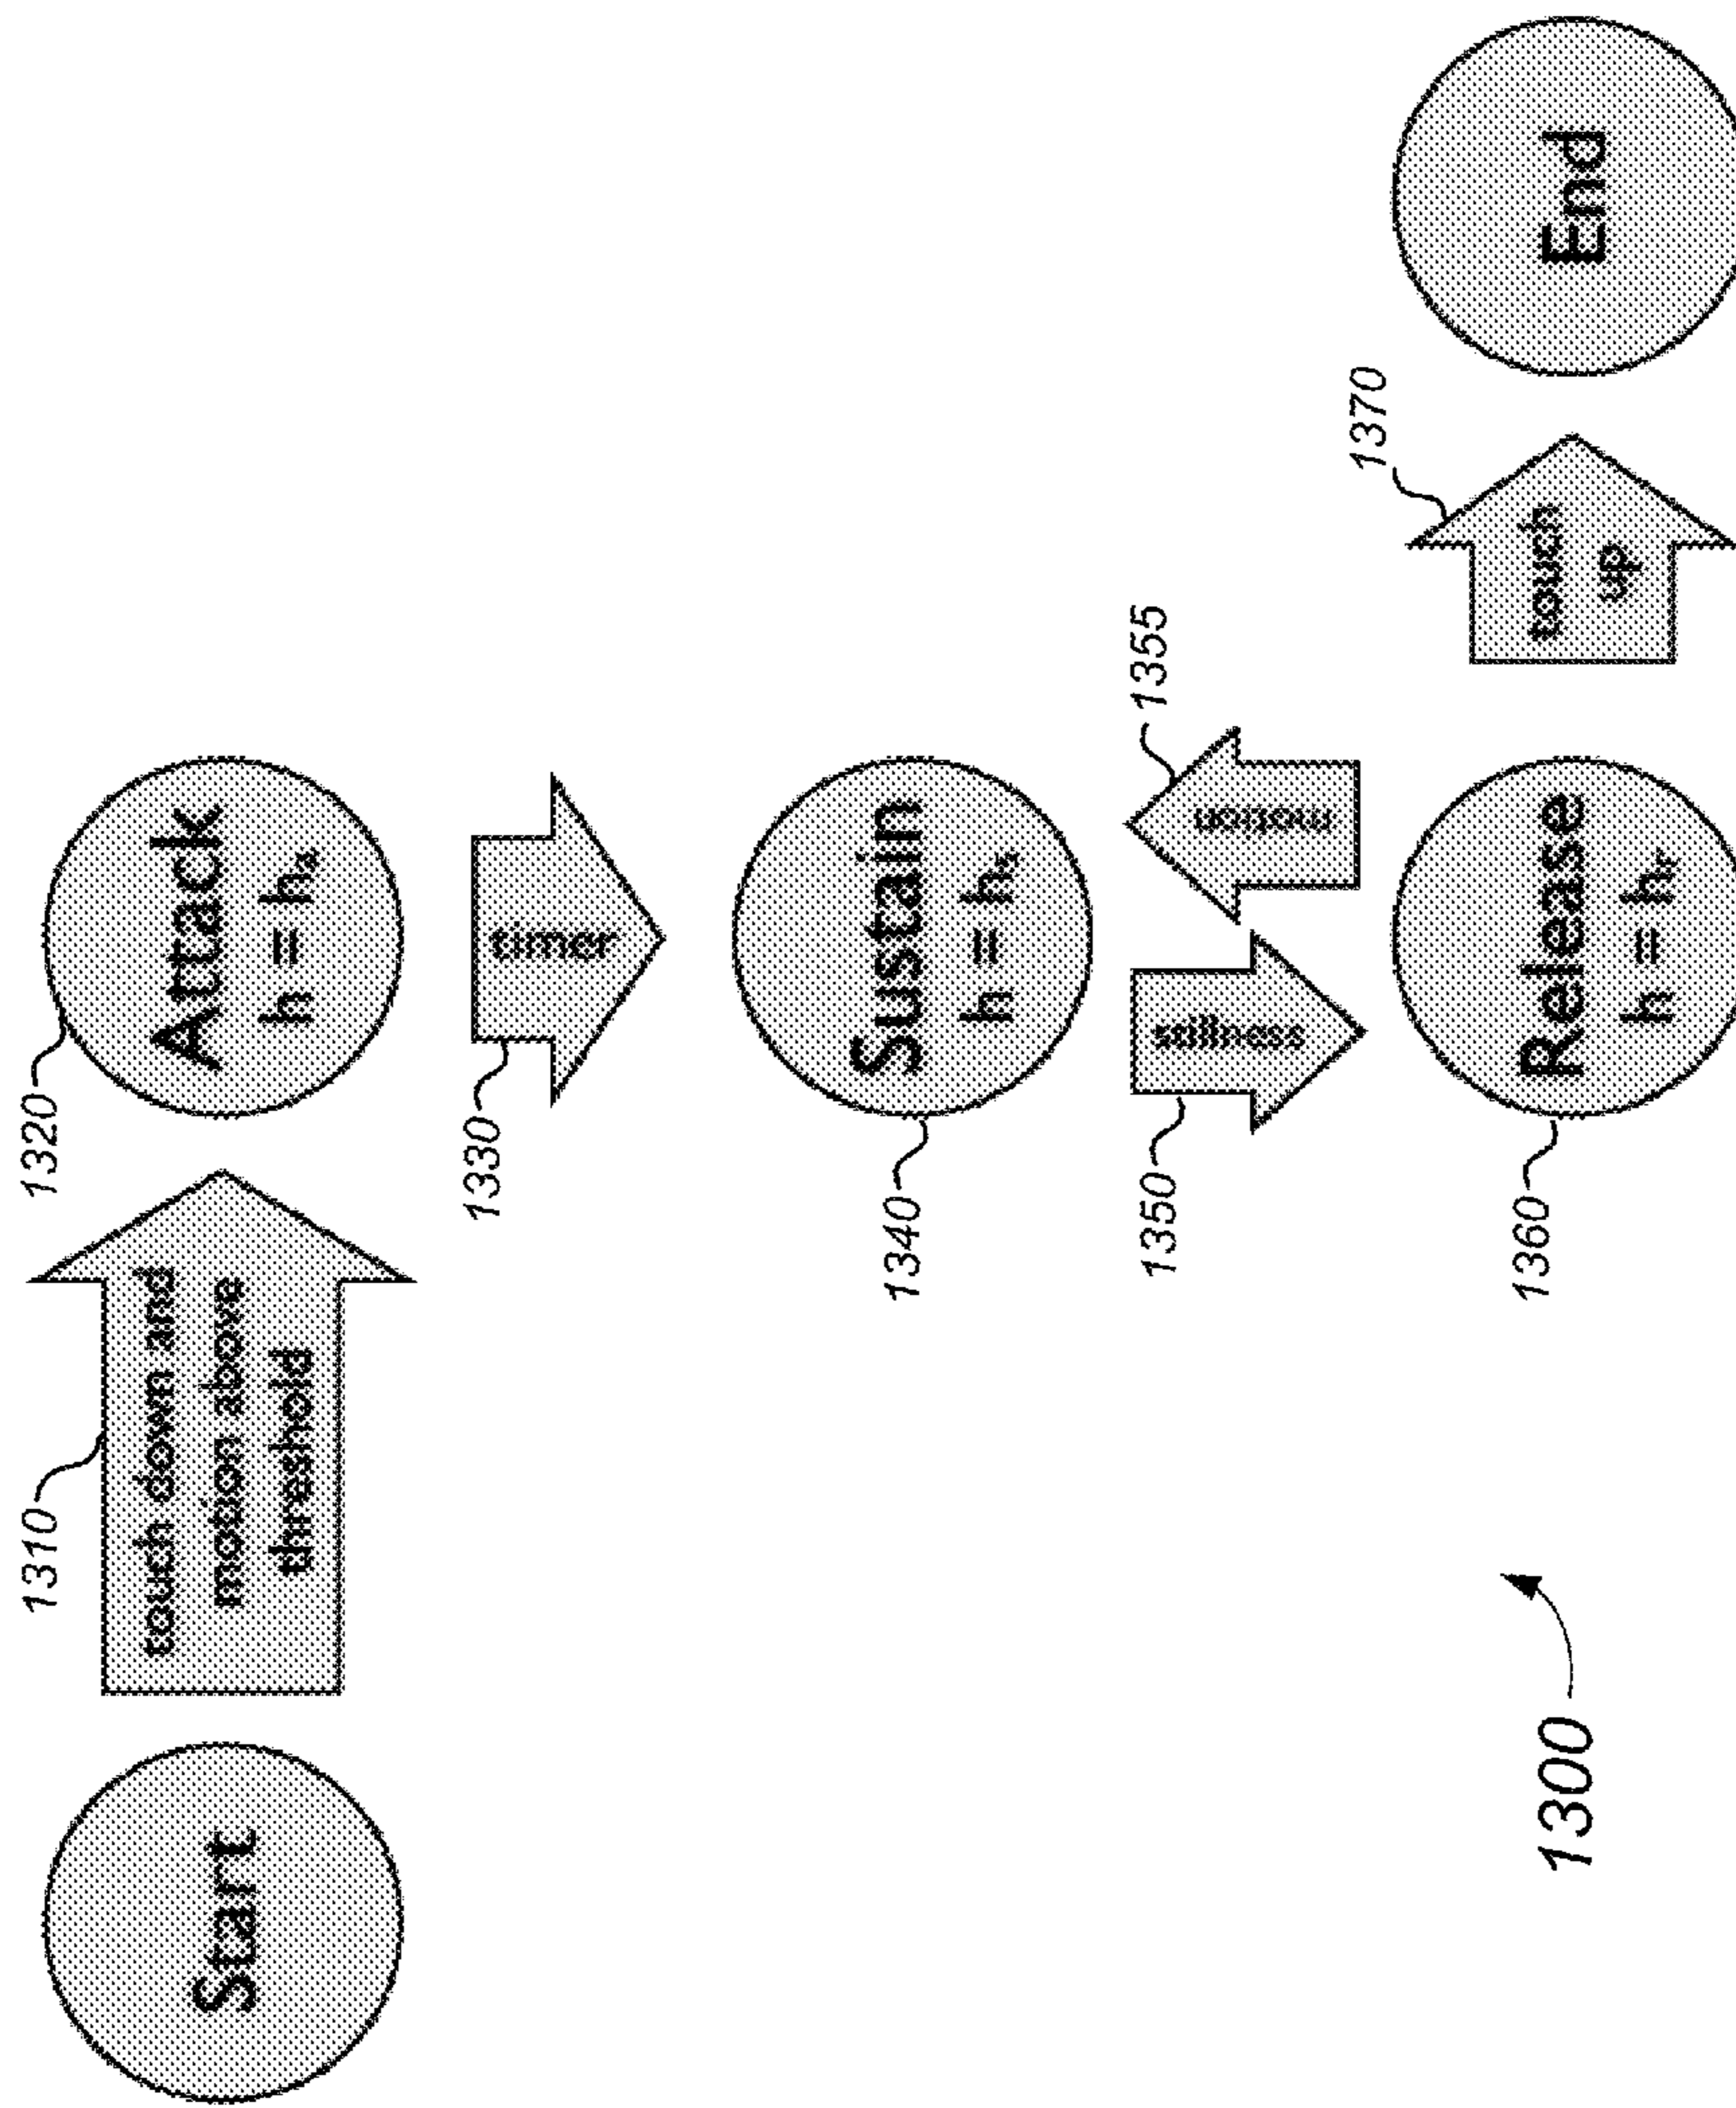 Start
1310
touch down and
motion above
threshold
1320
Attack
h = hₐ
1330
timer
1340
Sustain
h = hₛ
1350
stillness
1355
motion
1360
Release
h = hᵣ
1370
touch
up
End
1300